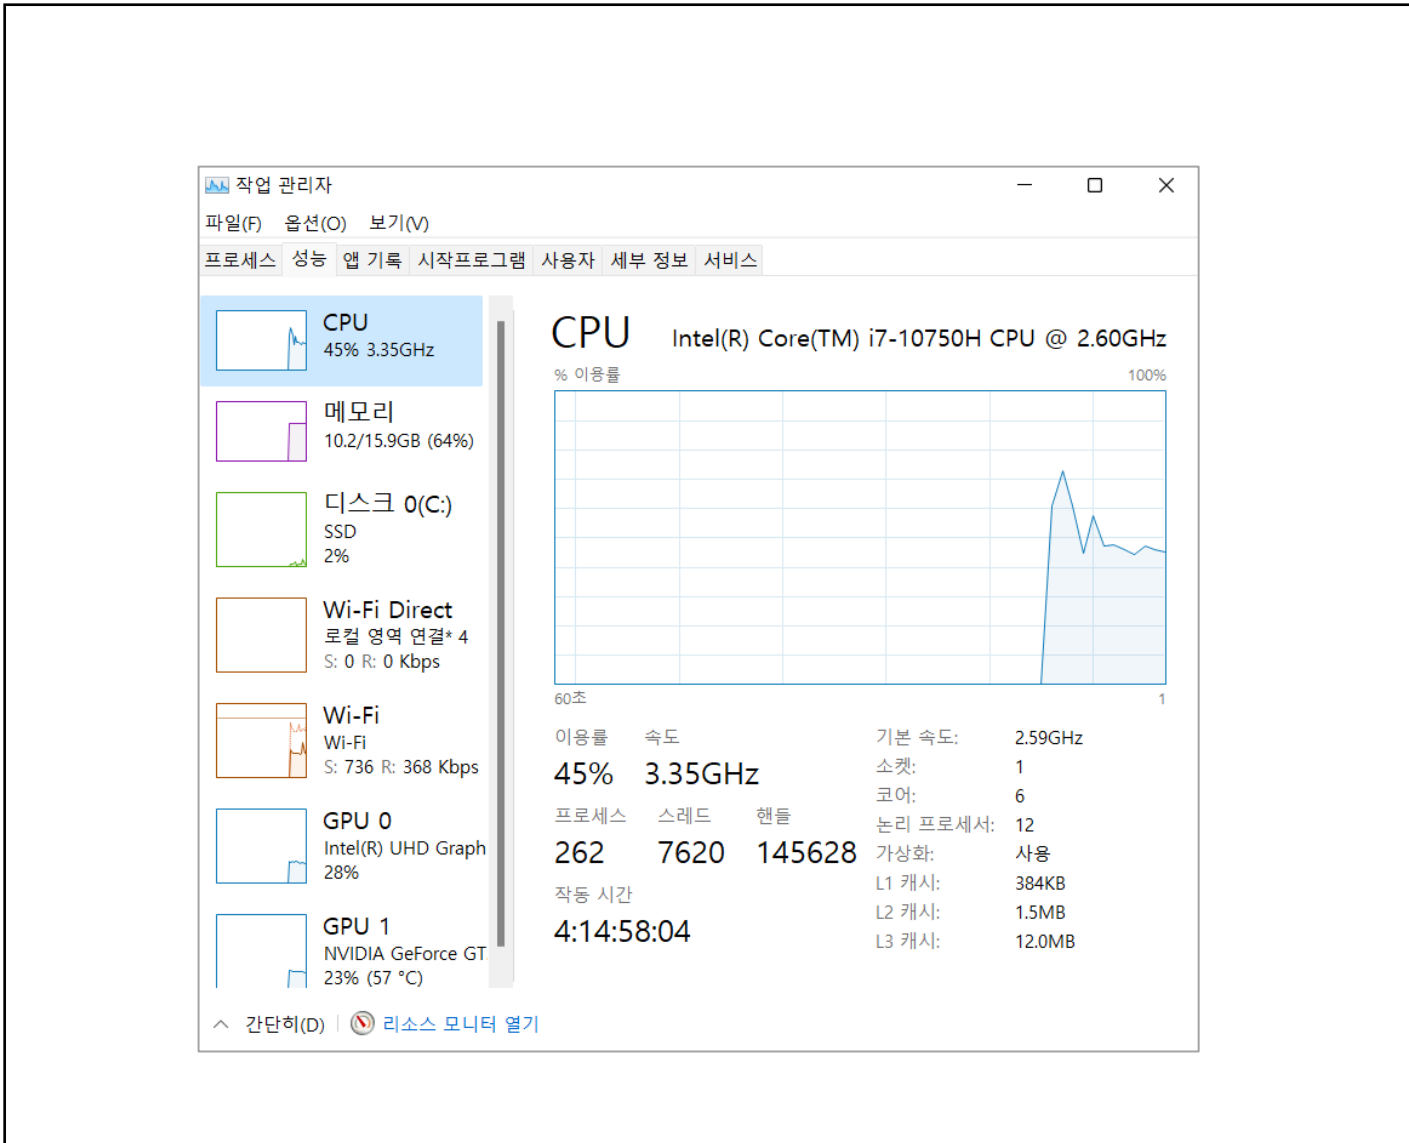 작업 관리자
파일(F) 옵션(O) 보기(V)
프로세스 성능 앱 기록 시작프로그램 사용자 세부 정보 서비스
CPU
45% 3.35GHz
메모리
10.2/15.9GB (64%)
디스크 0(C:)
SSD
2%
Wi-Fi Direct
로컬 영역 연결* 4
S: 0 R: 0 Kbps
Wi-Fi
Wi-Fi
S: 736 R: 368 Kbps
GPU 0
Intel(R) UHD Graph
28%
GPU 1
NVIDIA GeForce GT
23% (57 °C)
CPU Intel(R) Core(TM) i7-10750H CPU @ 2.60GHz
% 이용률 100%
60초 1
이용률 속도
45% 3.35GHz
프로세스 스레드 핸들
262 7620 145628
작동 시간
4:14:58:04
기본 속도: 2.59GHz
소켓: 1
코어: 6
논리 프로세서: 12
가상화: 사용
L1 캐시: 384KB
L2 캐시: 1.5MB
L3 캐시: 12.0MB
간단히(D) 리소스 모니터 열기